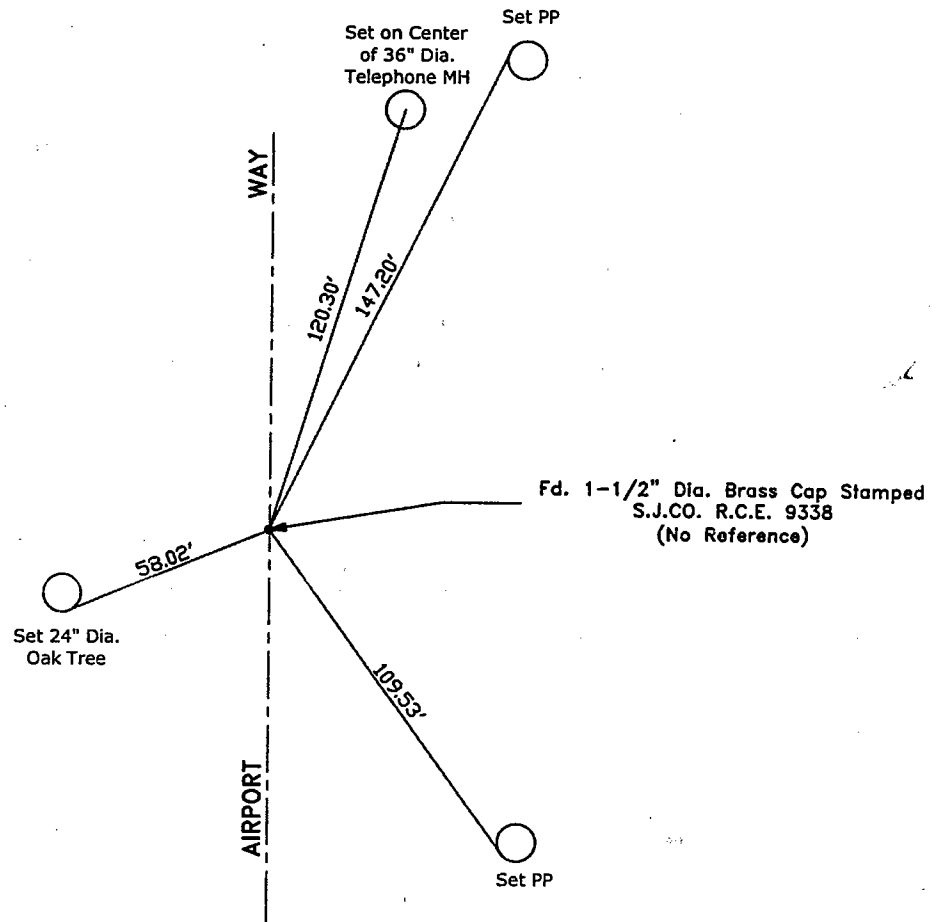 Set PP
Set on Center
of 36" Dia.
Telephone MH
WAY
120.30'
147.20'
Fd. 1-1/2" Dia. Brass Cap Stamped
S.J.CO. R.C.E. 9338
(No Reference)
58.02'
Set 24" Dia.
Oak Tree
109.53'
AIRPORT
Set PP